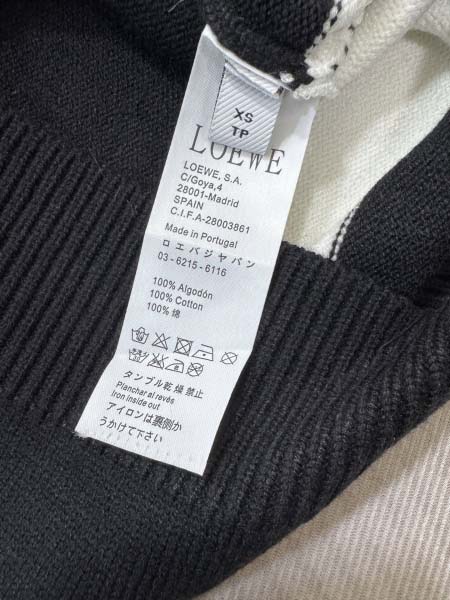 XS
TP
LOEWE
LOEWE, S.A.
C/Goya,4
28001-Madrid
SPAIN
C.I.F.A-28003861
Made in Portugal
ロエバジャパン
03-6215-6116
100% Algodón
100% Cotton
100% 綿
タンブル乾燥禁止
Planchar al revés
Iron inside out
アイロンは裏側か
うかけて下さい